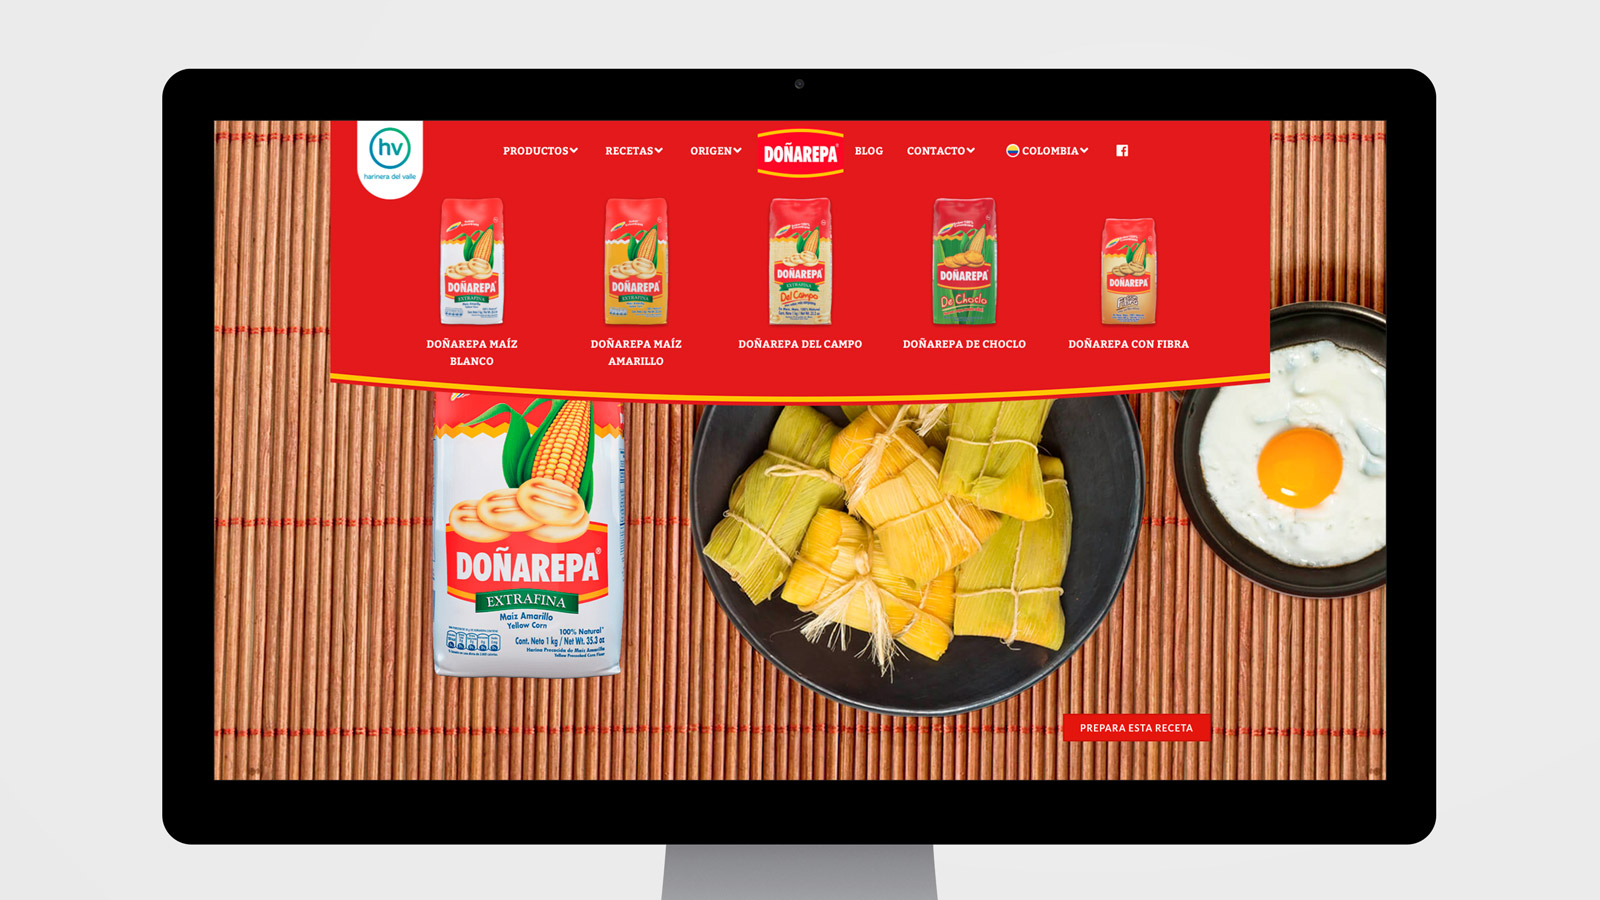 hv
harinera del valle
PRODUCTOS
RECETAS
ORIGEN
DOÑAREPA
BLOG
CONTACTO
COLOMBIA
DOÑAREPA
EXTRAFINA
DOÑAREPA
EXTRAFINA
DOÑAREPA
EXTRAFINA
Del Campo
DOÑAREPA
De Choclo
DOÑAREPA
DOÑAREPA MAÍZ
BLANCO
DOÑAREPA MAÍZ
AMARILLO
DOÑAREPA DEL CAMPO
DOÑAREPA DE CHOCLO
DOÑAREPA CON FIBRA
DOÑAREPA®
EXTRAFINA
Maíz Amarillo
Yellow Corn
100% Natural
Cont. Neto 1 kg / Net Wt. 35.3 oz
Harina Precocida de Maíz Amarillo
Yellow Precooked Corn Flour
PREPARA ESTA RECETA